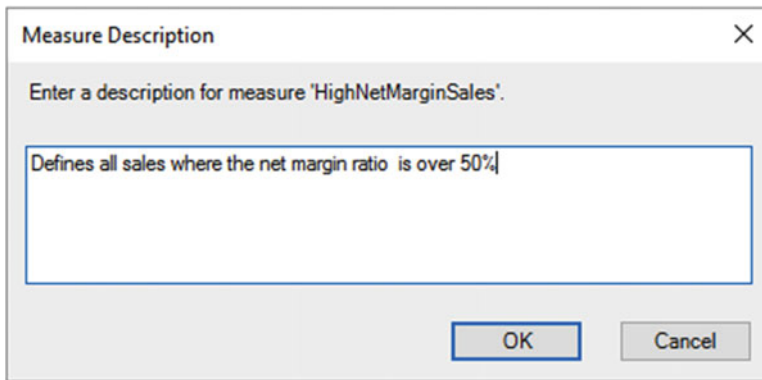 Measure Description
Enter a description for measure 'HighNetMarginSales'.
Defines all sales where the net margin ratio  is over 50%
OK
Cancel